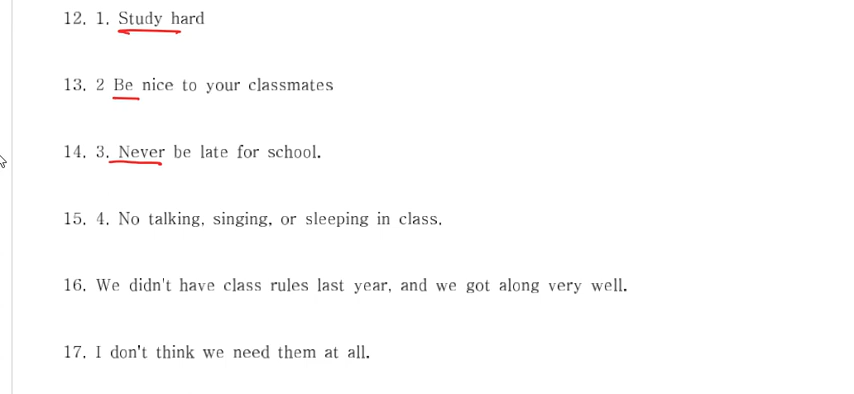 12. 1. Study hard
13. 2 Be nice to your classmates
14. 3. Never be late for school.
15. 4. No talking, singing, or sleeping in class.
16. We didn't have class rules last year, and we got along very well.
17. I don't think we need them at all.